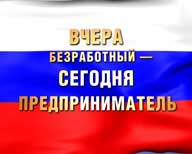 ВЧЕРА
БЕЗРАБОТНЫЙ —
СЕГОДНЯ
ПРЕДПРИНИМАТЕЛЬ